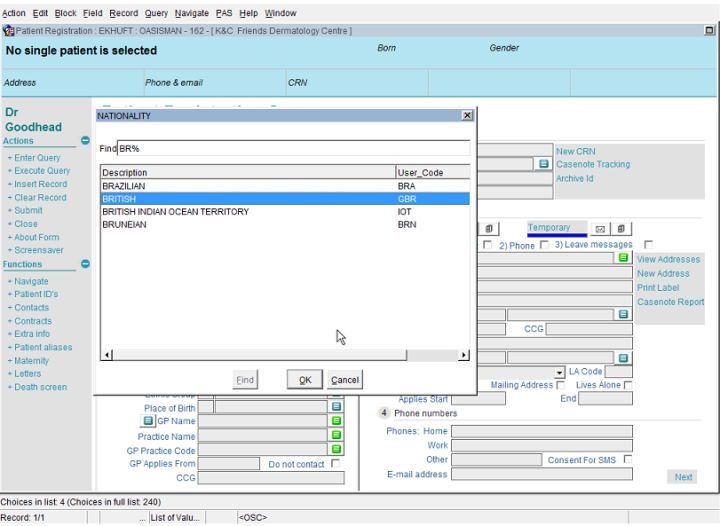 Action Edit Block Field Record Query Navigate PAS Help Window
Patient Registration : EKHUFT : OASISMAN - 162 - [ K&C Friends Dermatology Centre ]
No single patient is selected
Born
Gender
Address
Phone & email
CRN
Dr
Goodhead
Actions
+ Enter Query
+ Execute Query
+ Insert Record
+ Clear Record
+ Submit
+ Close
+ About Form
+ Screensaver
Functions
+ Navigate
+ Patient ID's
+ Contacts
+ Contracts
+ Extra info
+ Patient aliases
+ Maternity
+ Letters
+ Death screen
NATIONALITY
Find BR%
Description User_Code
BRAZILIAN BRA
BRITISH GBR
BRITISH INDIAN OCEAN TERRITORY IOT
BRUNEIAN BRN
Find OK Cancel
New CRN
Casenote Tracking
Archive Id
Temporary
2) Phone 3) Leave messages
View Addresses
New Address
Print Label
Casenote Report
CCG
LA Code
Mailing Address Lives Alone
Applies Start End
Place of Birth
GP Name
Practice Name
GP Practice Code
GP Applies From Do not contact
CCG
4 Phone numbers
Phones: Home
Work
Other Consent For SMS
E-mail address
Next
Choices in list: 4 (Choices in full list: 240)
Record: 1/1 ... List of Valu... <OSC>